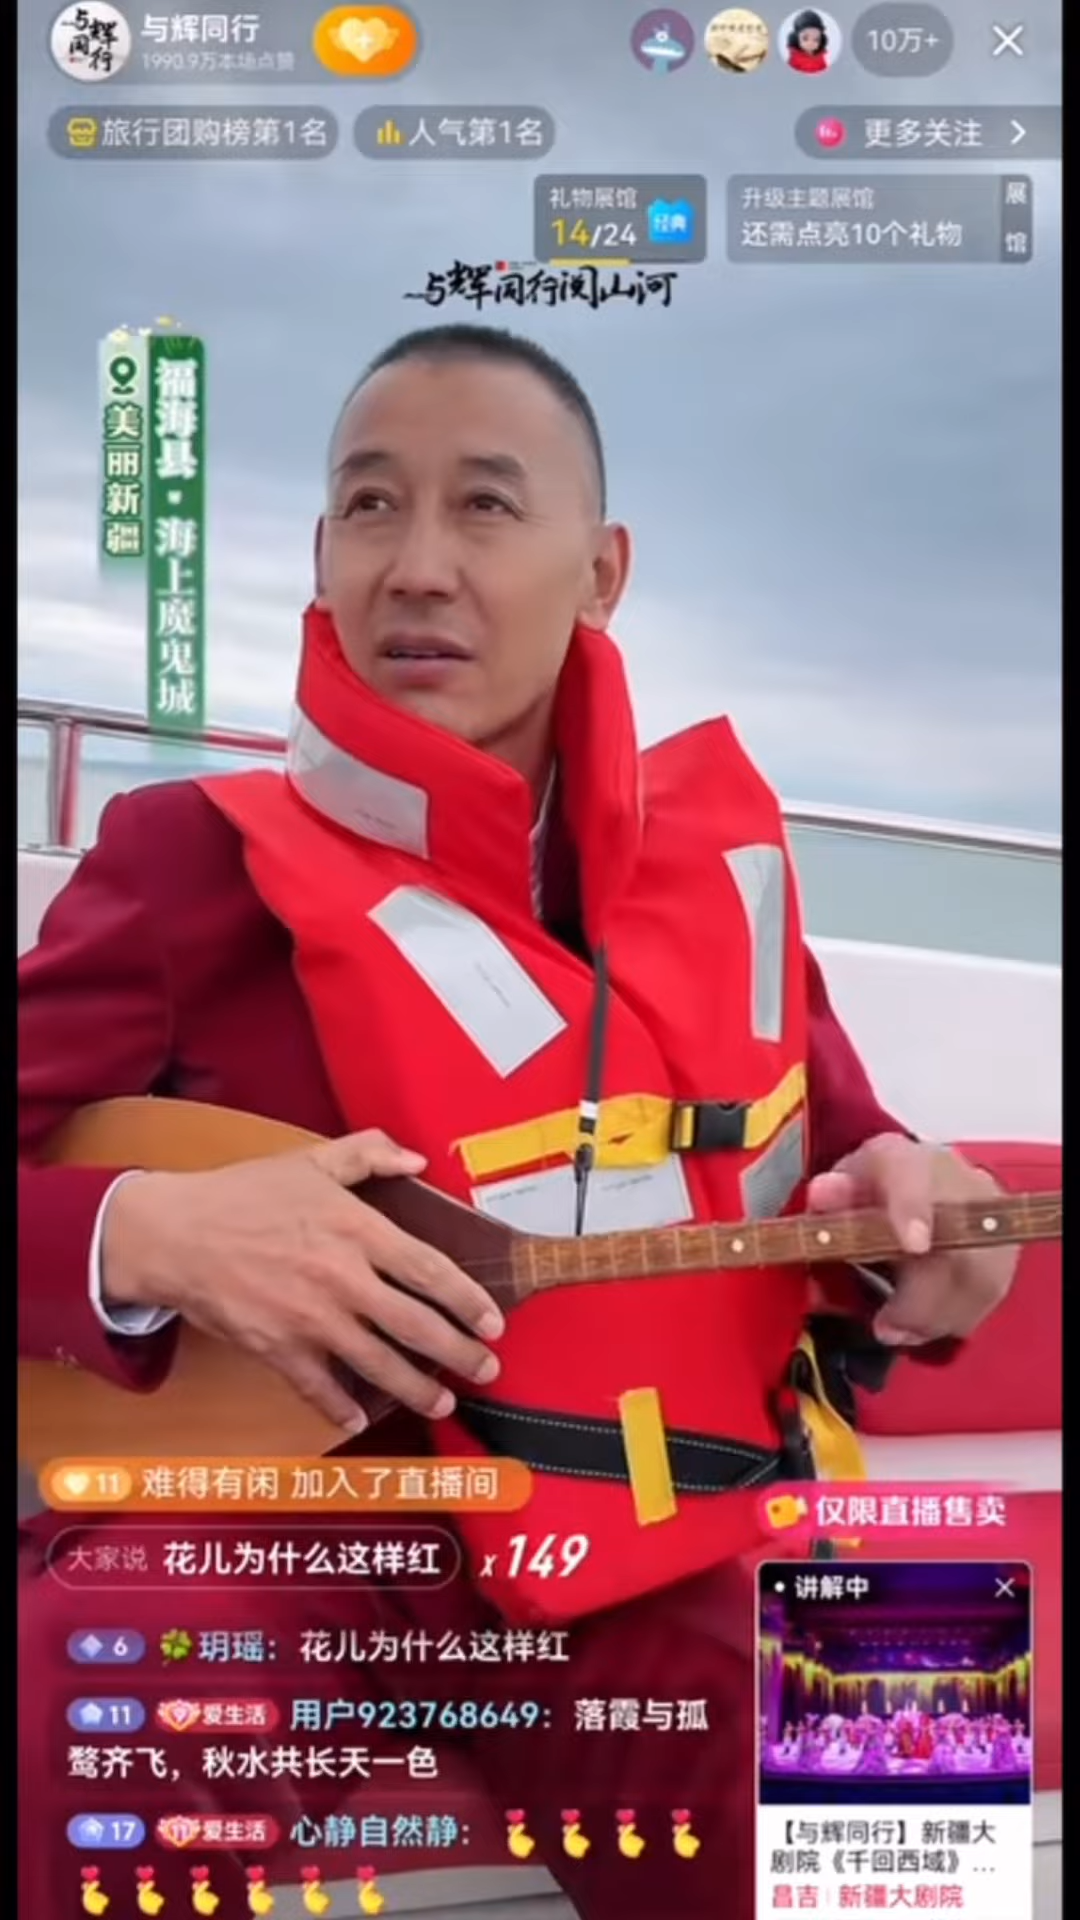 与辉同行
与辉同行
1990.9万本场点赞
10万+
旅行团购榜第1名
人气第1名
更多关注
礼物展馆
14/24
经典
升级主题展馆
还需点亮10个礼物
展馆
与辉同行阅山河
美丽新疆
福海县·海上魔鬼城
11 难得有闲 加入了直播间
大家说 花儿为什么这样红 x149
6 玥瑶：花儿为什么这样红
11 爱生活 用户923768649：落霞与孤
鹜齐飞，秋水共长天一色
17 爱生活 心静自然静：
仅限直播售卖
讲解中
【与辉同行】新疆大
剧院《千回西域》...
昌吉 新疆大剧院